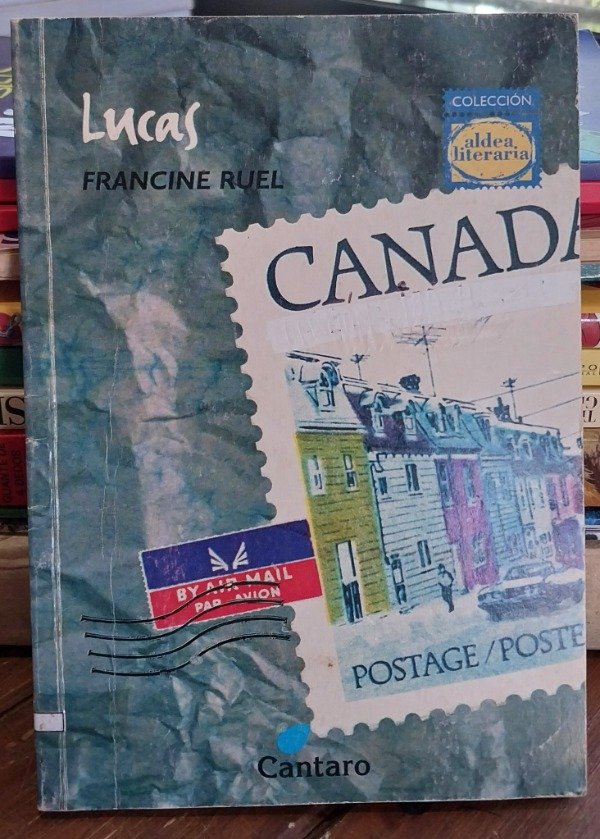 Lucas
FRANCINE RUEL
COLECCIÓN
aldea
literaria
CANADA
BY AIR MAIL
PAR AVION
POSTAGE/POSTE
Cantaro